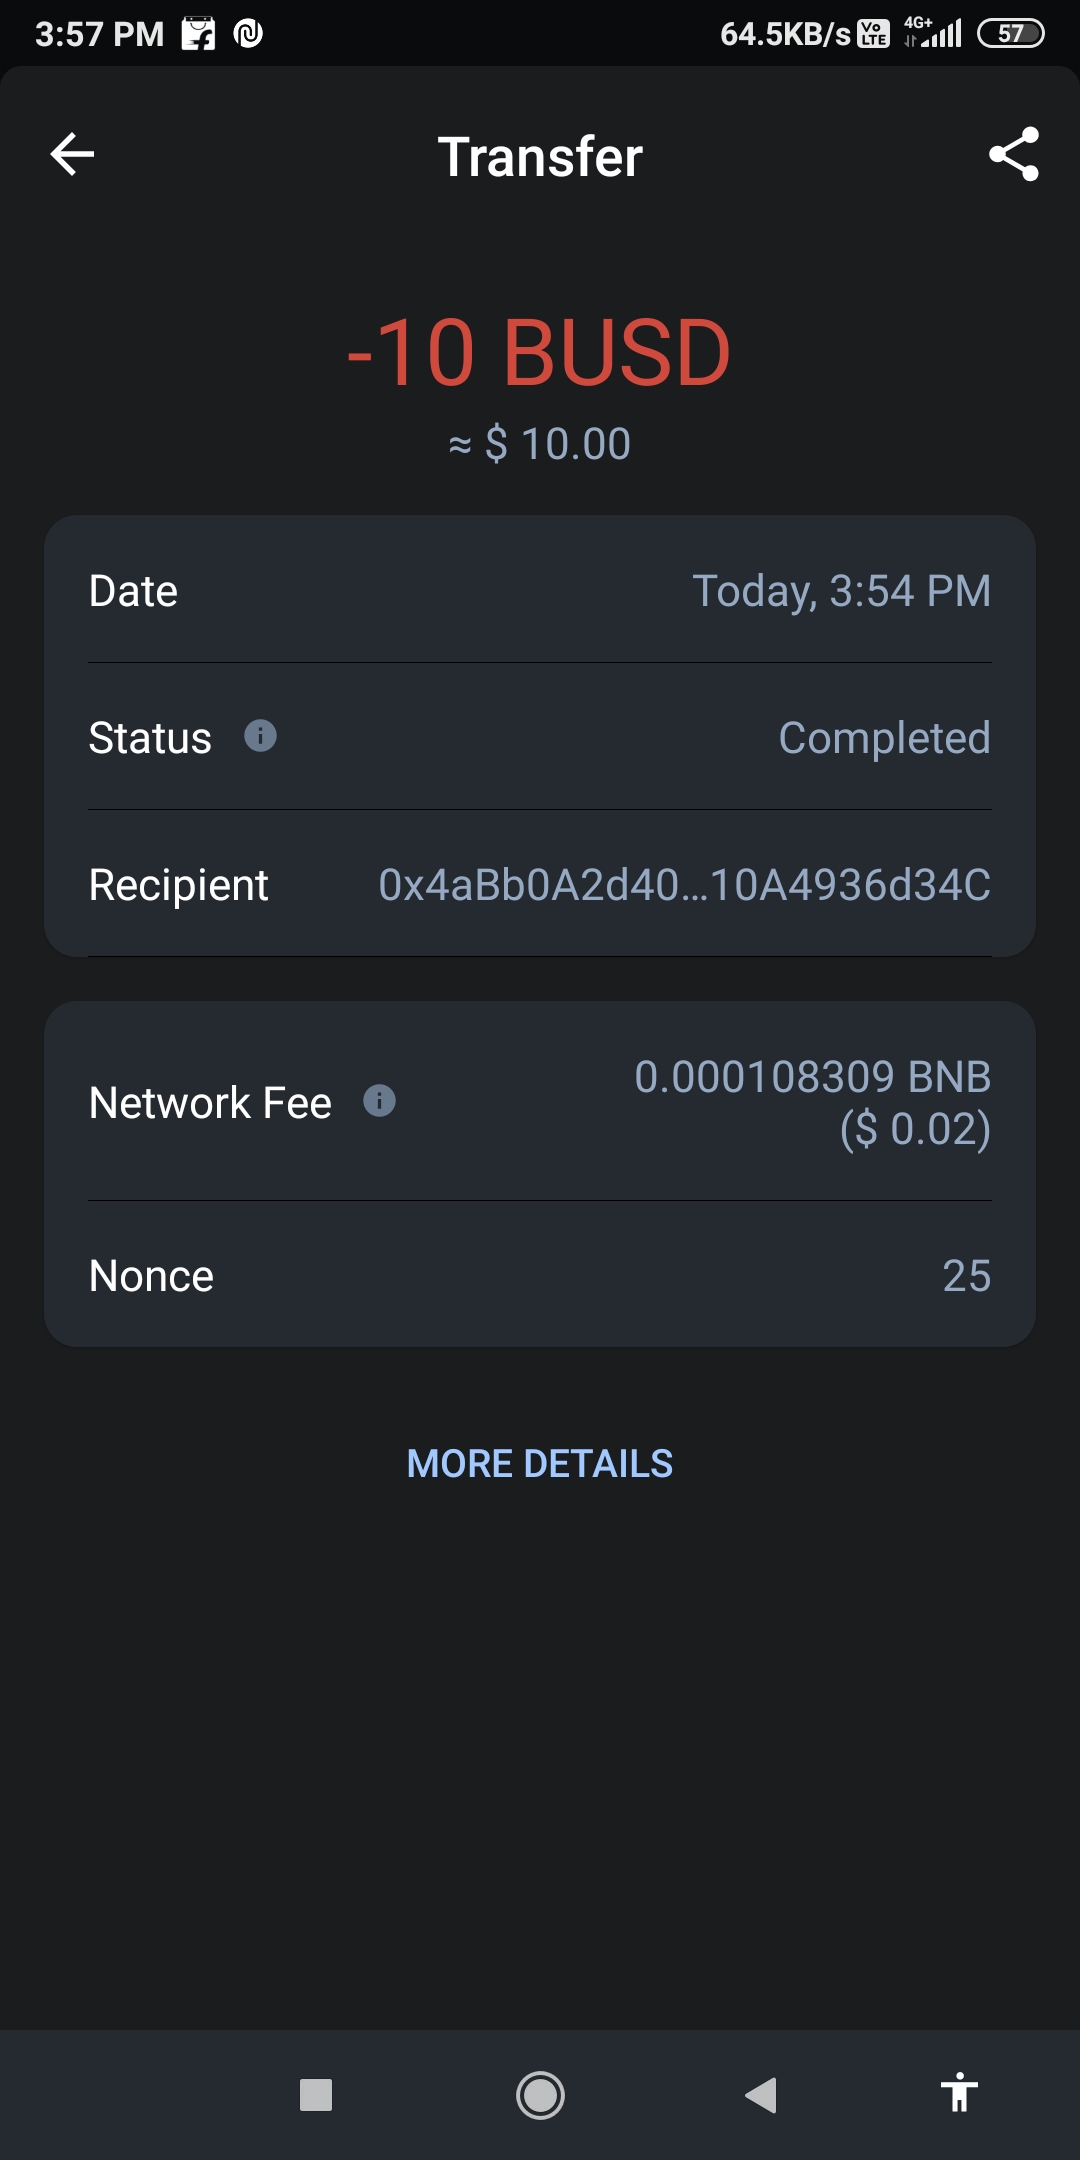 3:57 PM 64.5KB/s Vo LTE 4G+ 57
Transfer
-10 BUSD
≈ $ 10.00
Date Today, 3:54 PM
Status Completed
Recipient 0x4aBb0A2d40...10A4936d34C
Network Fee 0.000108309 BNB
($ 0.02)
Nonce 25
MORE DETAILS